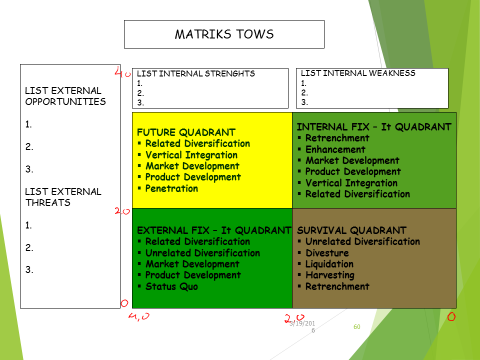 MATRIKS TOWS
LIST EXTERNAL
OPPORTUNITIES
1.
2.
3.
LIST EXTERNAL
THREATS
1.
2.
3.
4,0
2,0
0
LIST INTERNAL STRENGHTS
1.
2.
3.
LIST INTERNAL WEAKNESS
1.
2.
3.
FUTURE QUADRANT
▪ Related Diversification
▪ Vertical Integration
▪ Market Development
▪ Product Development
▪ Penetration
INTERNAL FIX – It QUADRANT
▪ Retrenchment
▪ Enhancement
▪ Market Development
▪ Product Development
▪ Vertical Integration
▪ Related Diversification
EXTERNAL FIX – It QUADRANT
▪ Related Diversification
▪ Unrelated Diversification
▪ Market Development
▪ Product Development
▪ Status Quo
SURVIVAL QUADRANT
▪ Unrelated Diversification
▪ Divesture
▪ Liquidation
▪ Harvesting
▪ Retrenchment
4,0
2,0
0
/19/201
6
60